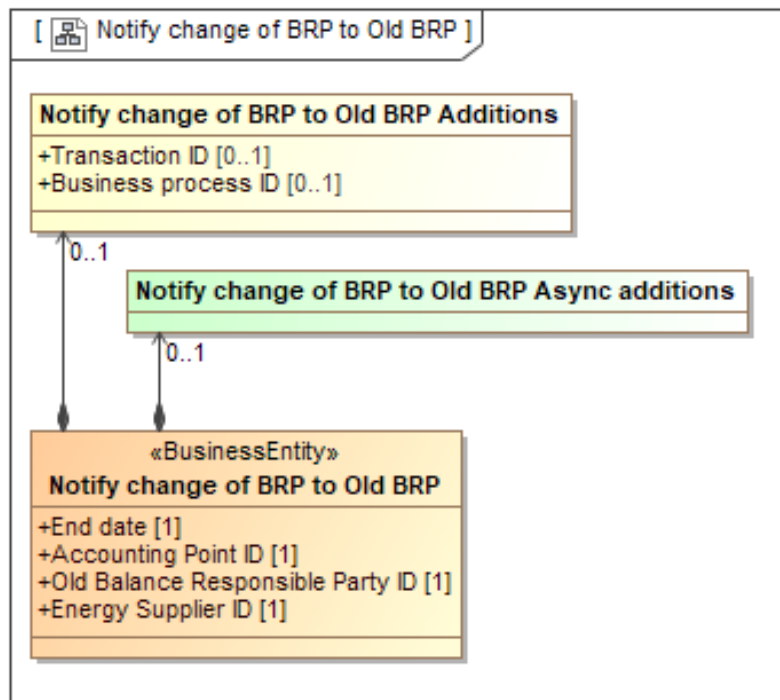 [ Notify change of BRP to Old BRP ]
Notify change of BRP to Old BRP Additions
+Transaction ID [0..1]
+Business process ID [0..1]
0..1
Notify change of BRP to Old BRP Async additions
0..1
«BusinessEntity»
Notify change of BRP to Old BRP
+End date [1]
+Accounting Point ID [1]
+Old Balance Responsible Party ID [1]
+Energy Supplier ID [1]